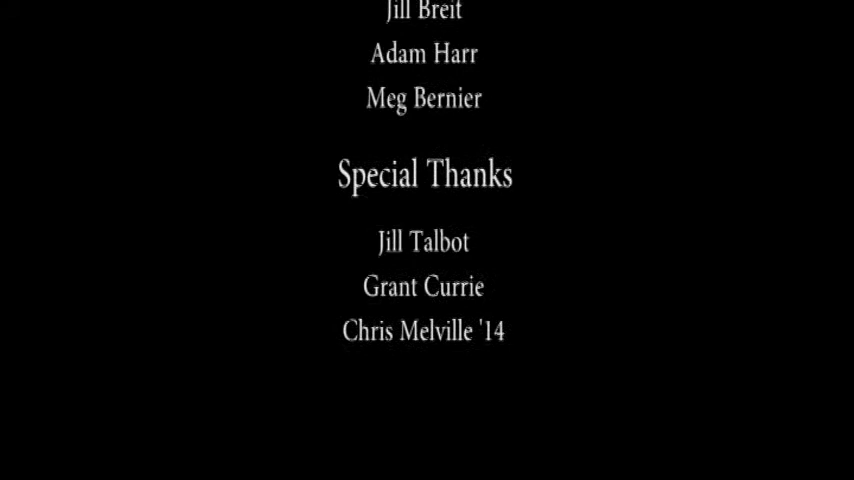 Jill Breit
Adam Harr
Meg Bernier
Special Thanks
Jill Talbot
Grant Currie
Chris Melville '14